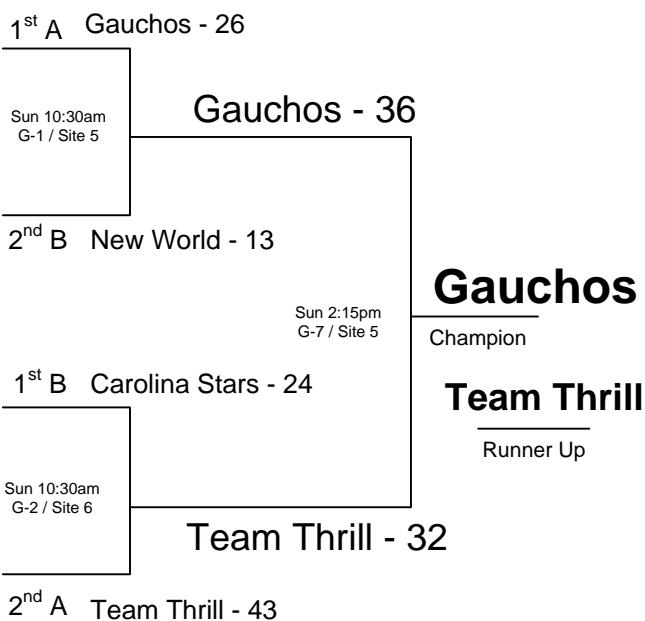 1st A Gauchos - 26
Sun 10:30am
G-1 / Site 5
Gauchos - 36
2nd B New World - 13
Sun 2:15pm
G-7 / Site 5
Gauchos
Champion
1st B Carolina Stars - 24
Team Thrill
Runner Up
Sun 10:30am
G-2 / Site 6
Team Thrill - 32
2nd A Team Thrill - 43